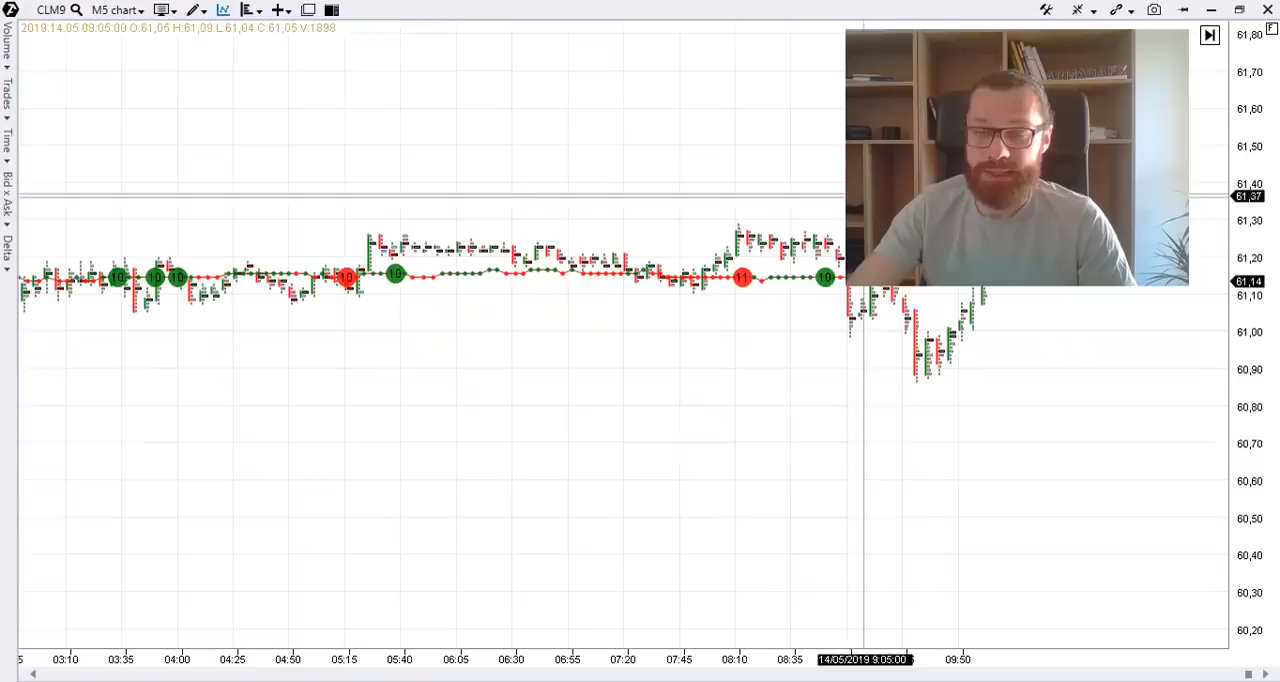 CLM9 M5 chart
2019.14.05 09:05:00 O:61,05 H:61,09 L:61,04 C:61,05 V:1898
Volume
Trades
Time
Bid x Ask
Delta
ARMADAFX
F
61,80
61,70
61,60
61,50
61,40
61,37
61,30
61,20
61,14
61,10
61,00
60,90
60,80
60,70
60,60
60,50
60,40
60,30
60,20
10 10 10 10 10 11 10
03:10 03:35 04:00 04:25 04:50 05:15 05:40 06:05 06:30 06:55 07:20 07:45 08:10 08:35 14/05/2019 9:05:00 09:50